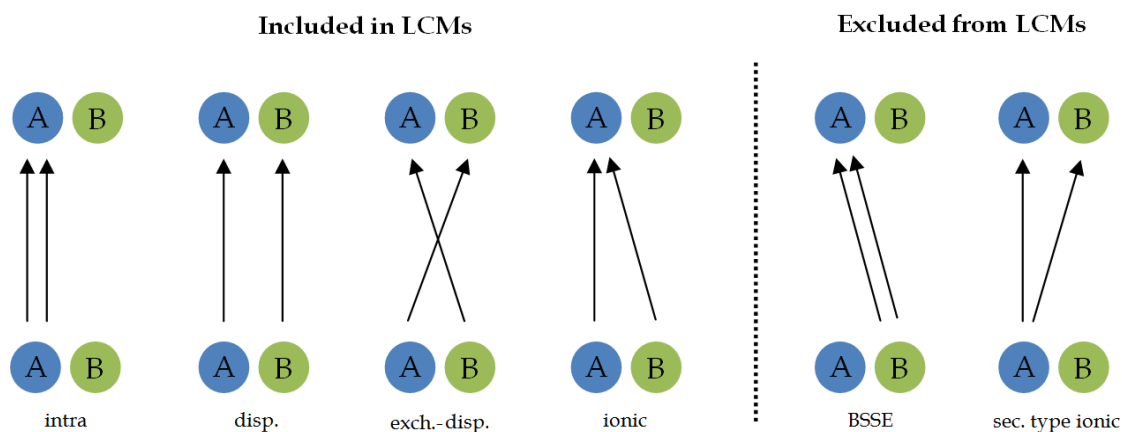 Included in LCMs Excluded from LCMs
A B A B A B A B A B A B
A B A B A B A B A B A B
intra disp. exch.-disp. ionic BSSE sec. type ionic